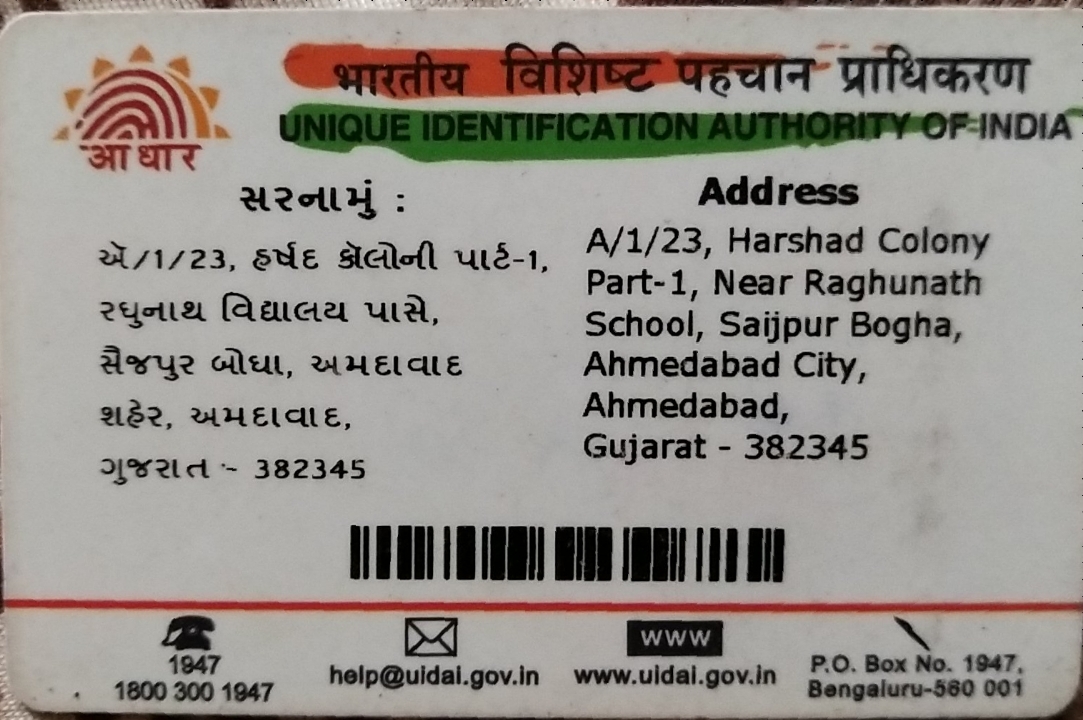 भारतीय विशिष्ट पहचान प्राधिकरण
UNIQUE IDENTIFICATION AUTHORITY OF INDIA
आधार
સરનામું :
એ/1/23, હર્ષદ કૉલોની પાર્ટ-1,
રઘુનાથ વિદ્યાલય પાસે,
સૈજપુર બોઘા, અમદાવાદ
શહેર, અમદાવાદ,
ગુજરાત - 382345
Address
A/1/23, Harshad Colony
Part-1, Near Raghunath
School, Saijpur Bogha,
Ahmedabad City,
Ahmedabad,
Gujarat - 382345
1947
1800 300 1947
help@uidai.gov.in
www
www.uidai.gov.in
P.O. Box No. 1947,
Bengaluru-560 001